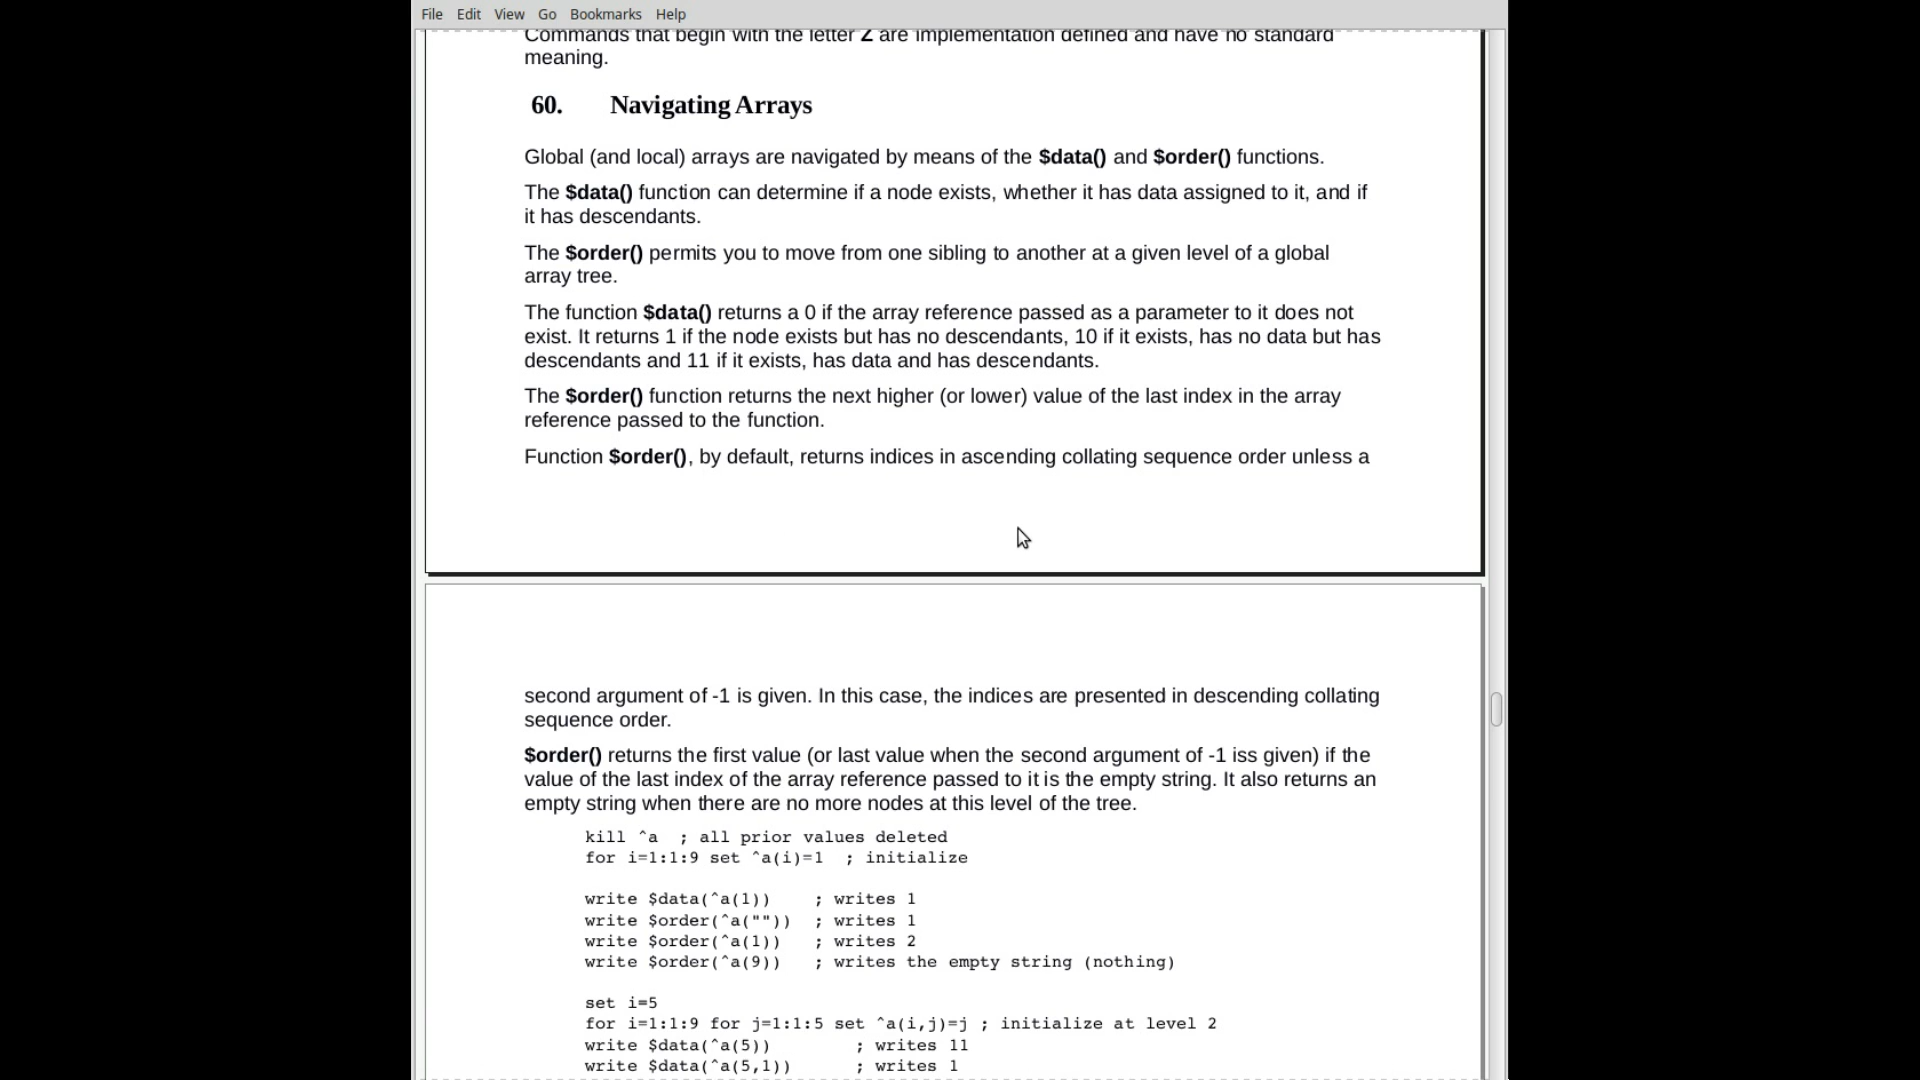 File Edit View Go Bookmarks Help
Commands that begin with the letter Z are implementation defined and have no standard
meaning.
60. Navigating Arrays
Global (and local) arrays are navigated by means of the $data() and $order() functions.
The $data() function can determine if a node exists, whether it has data assigned to it, and if
it has descendants.
The $order() permits you to move from one sibling to another at a given level of a global
array tree.
The function $data() returns a 0 if the array reference passed as a parameter to it does not
exist. It returns 1 if the node exists but has no descendants, 10 if it exists, has no data but has
descendants and 11 if it exists, has data and has descendants.
The $order() function returns the next higher (or lower) value of the last index in the array
reference passed to the function.
Function $order(), by default, returns indices in ascending collating sequence order unless a
second argument of -1 is given. In this case, the indices are presented in descending collating
sequence order.
$order() returns the first value (or last value when the second argument of -1 iss given) if the
value of the last index of the array reference passed to it is the empty string. It also returns an
empty string when there are no more nodes at this level of the tree.
kill ^a  ; all prior values deleted
for i=1:1:9 set ^a(i)=1  ; initialize
write $data(^a(1))    ; writes 1
write $order(^a(""))  ; writes 1
write $order(^a(1))   ; writes 2
write $order(^a(9))   ; writes the empty string (nothing)
set i=5
for i=1:1:9 for j=1:1:5 set ^a(i,j)=j ; initialize at level 2
write $data(^a(5))        ; writes 11
write $data(^a(5,1))      ; writes 1